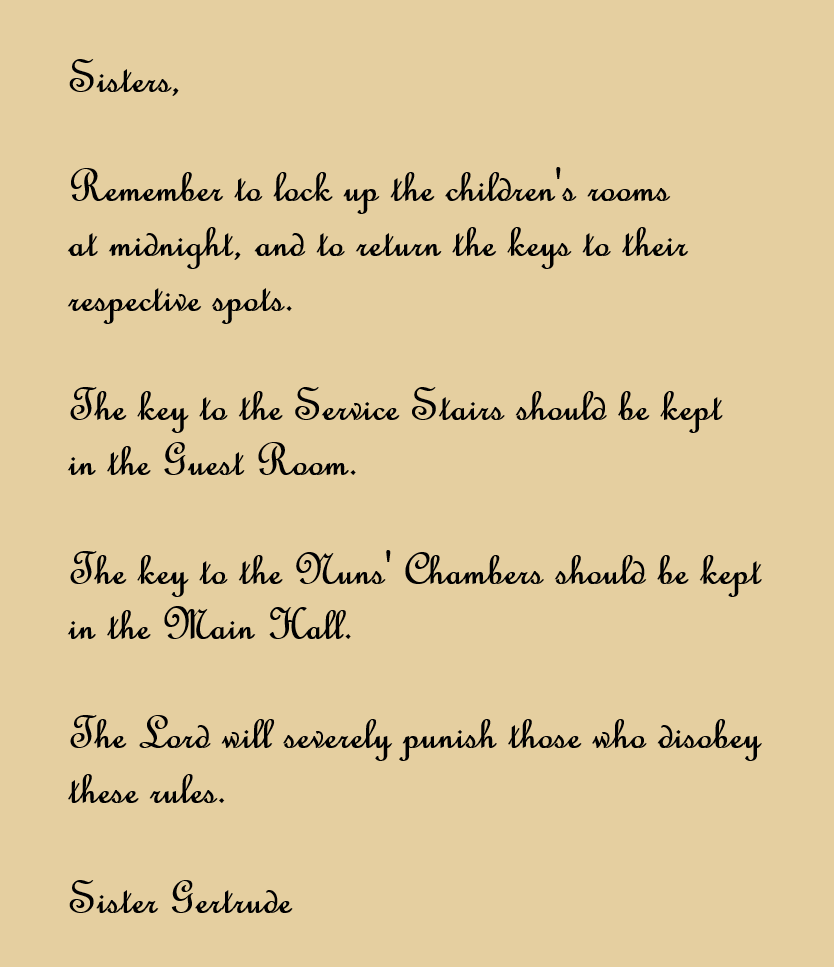 Sisters,
Remember to lock up the children's rooms
at midnight, and to return the keys to their
respective spots.
The key to the Service Stairs should be kept
in the Guest Room.
The key to the Nuns' Chambers should be kept
in the Main Hall.
The Lord will severely punish those who disobey
these rules.
Sister Gertrude